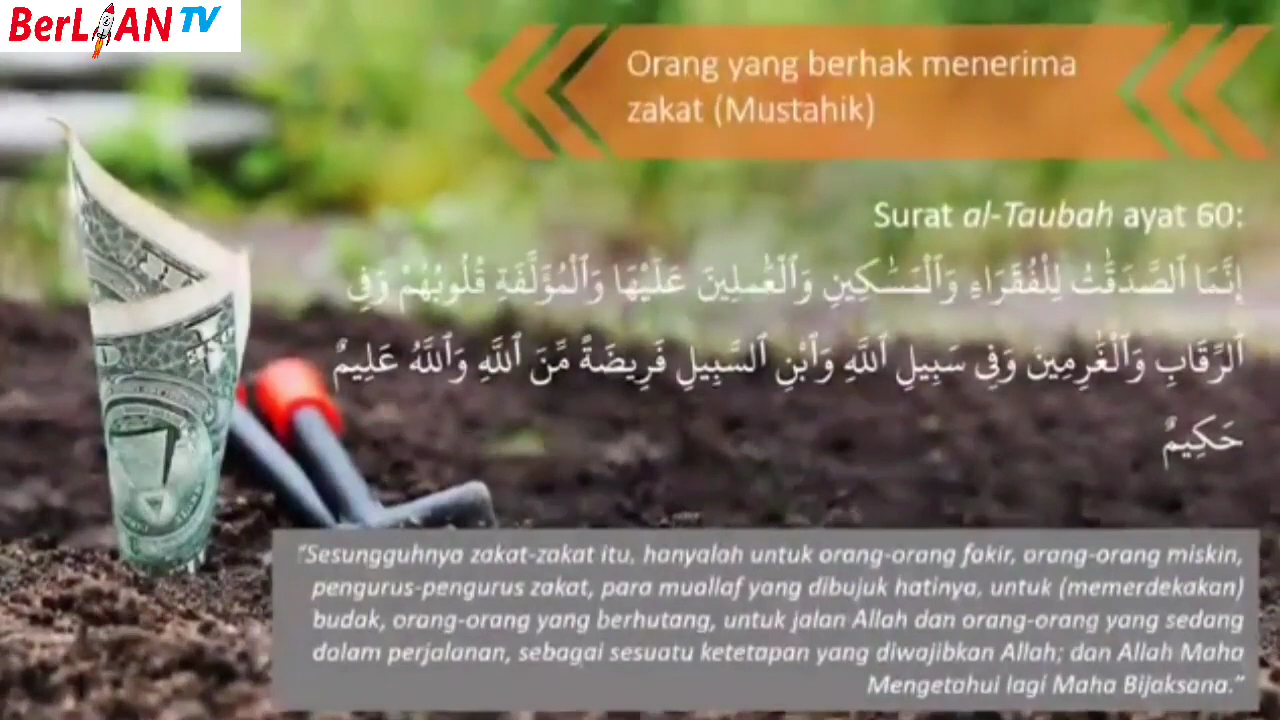 BerLIAN TV
Orang yang berhak menerima
zakat (Mustahik)
Surat al-Taubah ayat 60:
إِنَّمَا ٱلصَّدَقَٰتُ لِلْفُقَرَاءِ وَٱلْمَسَٰكِينِ وَٱلْعَٰمِلِينَ عَلَيْهَا وَٱلْمُؤَلَّفَةِ قُلُوبُهُمْ وَفِى
ٱلرِّقَابِ وَٱلْغَٰرِمِينَ وَفِى سَبِيلِ ٱللَّهِ وَٱبْنِ ٱلسَّبِيلِ فَرِيضَةً مِّنَ ٱللَّهِ وَٱللَّهُ عَلِيمٌ
حَكِيمٌ
"Sesungguhnya zakat-zakat itu, hanyalah untuk orang-orang fakir, orang-orang miskin,
pengurus-pengurus zakat, para muallaf yang dibujuk hatinya, untuk (memerdekakan)
budak, orang-orang yang berhutang, untuk jalan Allah dan orang-orang yang sedang
dalam perjalanan, sebagai sesuatu ketetapan yang diwajibkan Allah; dan Allah Maha
Mengetahui lagi Maha Bijaksana."